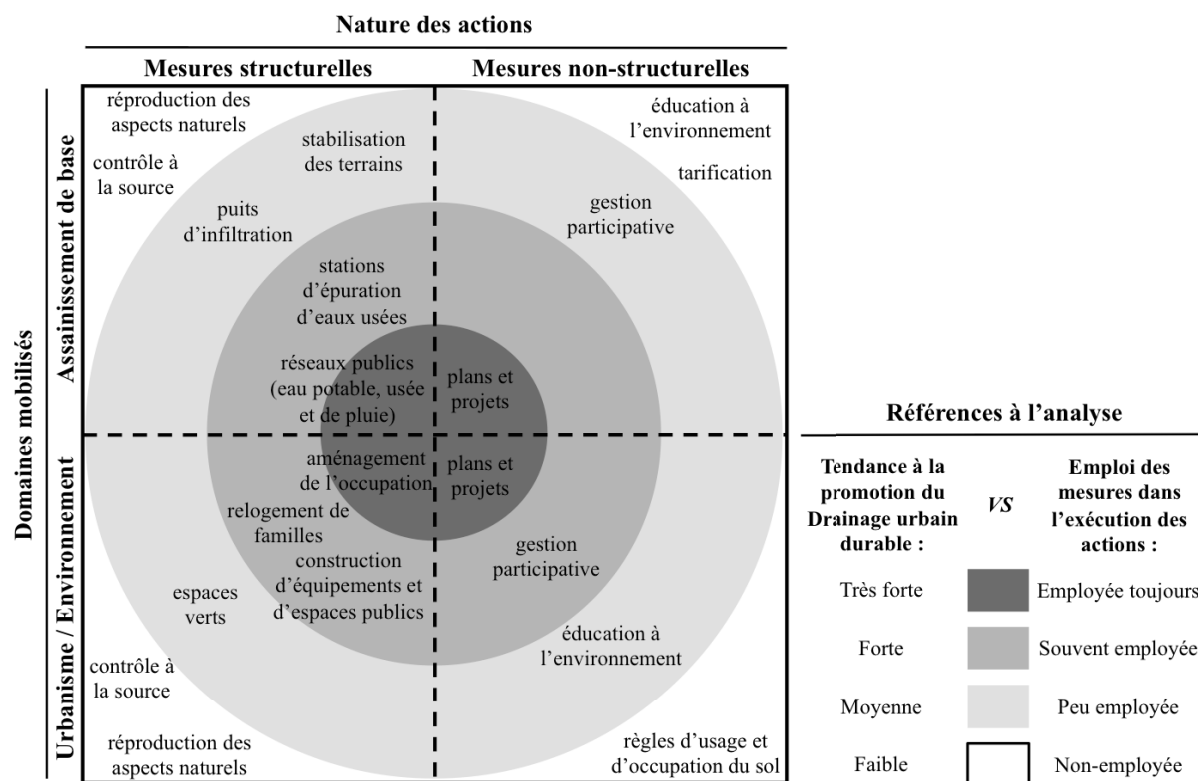 Nature des actions
Mesures structurelles
Mesures non-structurelles
Domaines mobilisés
Assainissement de base
réproduction des
aspects naturels
contrôle à
la source
stabilisation
des terrains
puits
d'infiltration
stations
d'épuration
d'eaux usées
réseaux publics
(eau potable, usée
et de pluie)
éducation à
l'environnement
tarification
gestion
participative
plans et
projets
Urbanisme / Environnement
aménagement
de l'occupation
relogement de
familles
construction
d'équipements et
d'espaces publics
espaces
verts
contrôle à
la source
réproduction des
aspects naturels
plans et
projets
gestion
participative
éducation à
l'environnement
règles d'usage et
d'occupation du sol
Références à l'analyse
Tendance à la
promotion du
Drainage urbain
durable :
VS
Emploi des
mesures dans
l'exécution des
actions :
Très forte
Employée toujours
Forte
Souvent employée
Moyenne
Peu employée
Faible
Non-employée